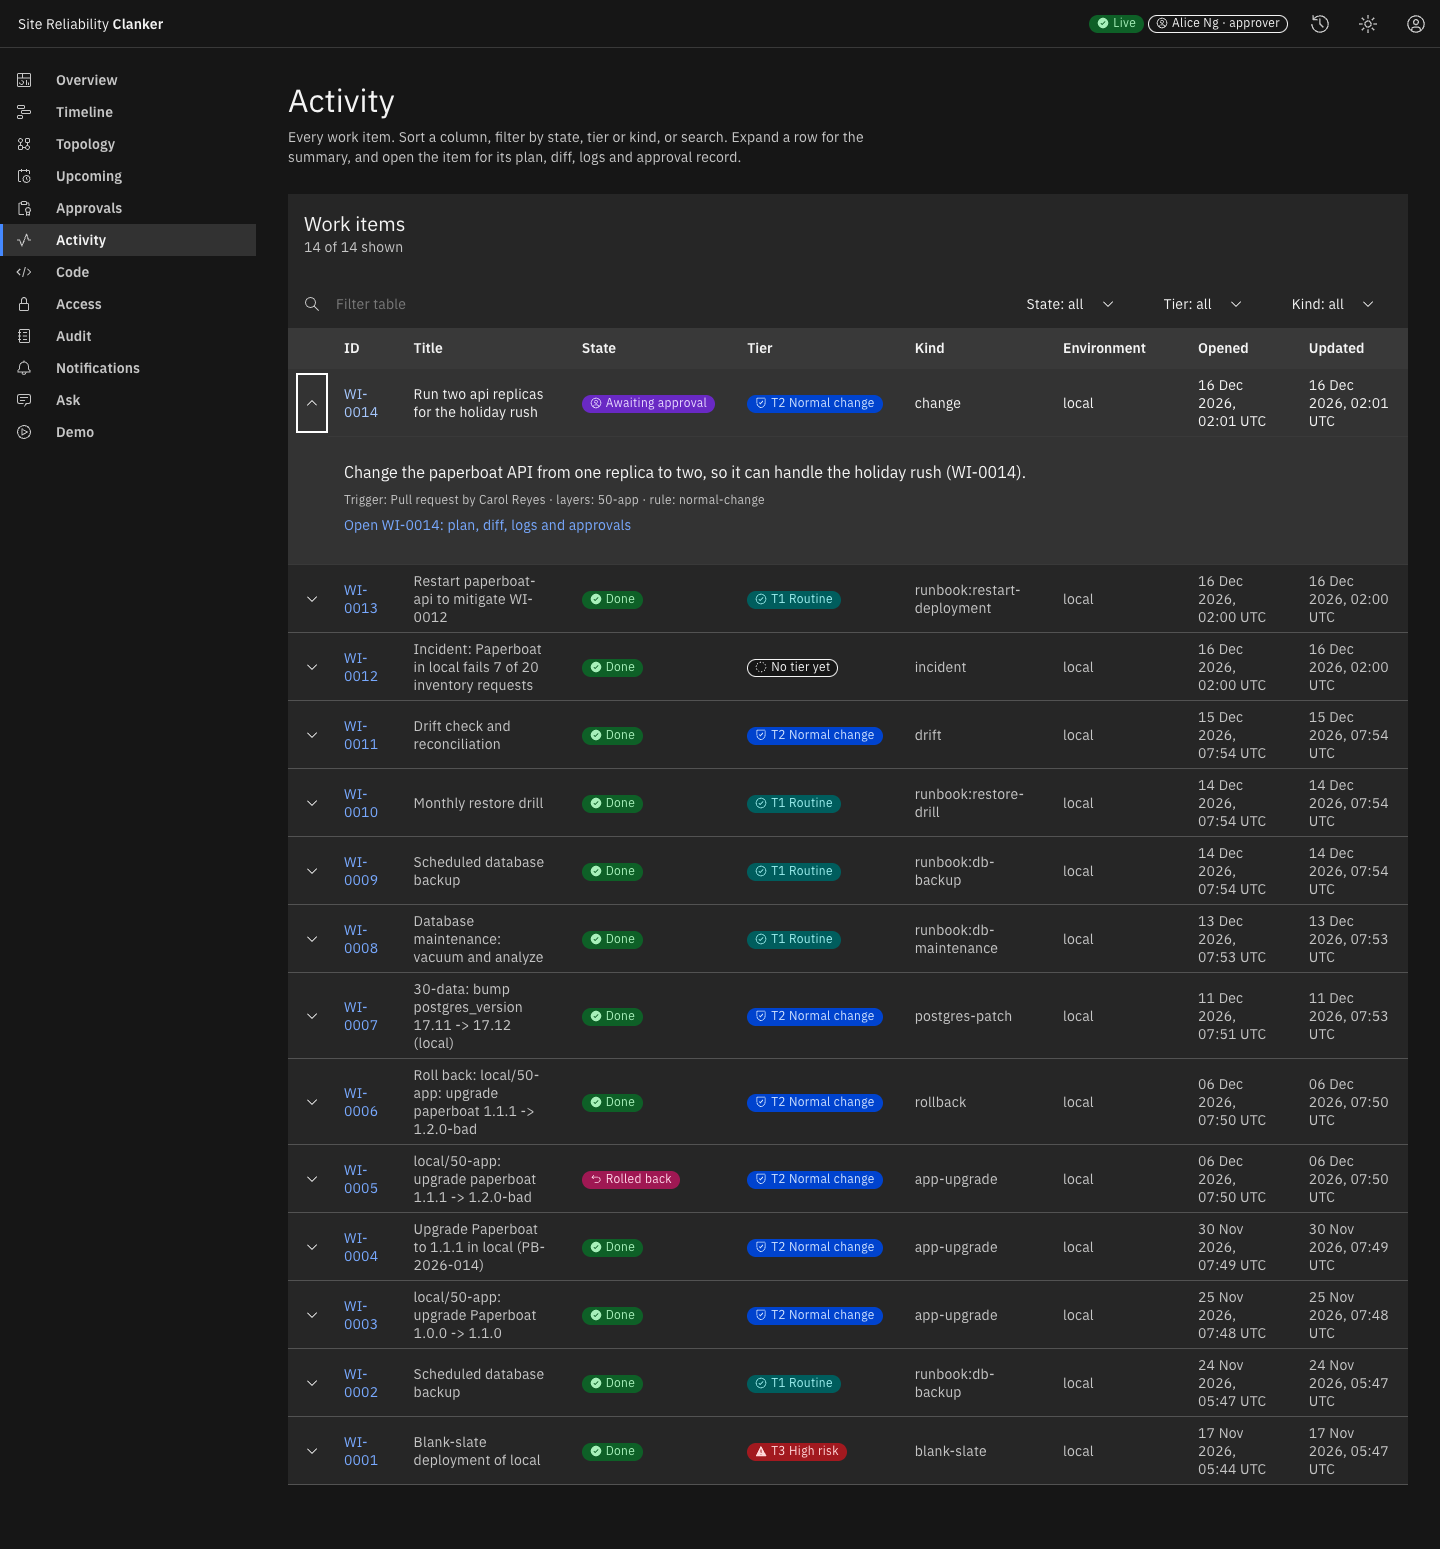 Site Reliability Clanker
Live
Alice Ng · approver
Overview
Timeline
Topology
Upcoming
Approvals
Activity
Code
Access
Audit
Notifications
Ask
Demo
Activity
Every work item. Sort a column, filter by state, tier or kind, or search. Expand a row for the
summary, and open the item for its plan, diff, logs and approval record.
Work items
14 of 14 shown
Filter table
State: all
Tier: all
Kind: all
ID Title State Tier Kind Environment Opened Updated
WI-
0014
Run two api replicas
for the holiday rush
Awaiting approval
T2 Normal change
change
local
16 Dec
2026,
02:01 UTC
16 Dec
2026, 02:01
UTC
Change the paperboat API from one replica to two, so it can handle the holiday rush (WI-0014).
Trigger: Pull request by Carol Reyes · layers: 50-app · rule: normal-change
Open WI-0014: plan, diff, logs and approvals
WI-
0013
Restart paperboat-
api to mitigate WI-
0012
Done
T1 Routine
runbook:restart-
deployment
local
16 Dec
2026,
02:00 UTC
16 Dec
2026, 02:00
UTC
WI-
0012
Incident: Paperboat
in local fails 7 of 20
inventory requests
Done
No tier yet
incident
local
16 Dec
2026,
02:00 UTC
16 Dec
2026, 02:00
UTC
WI-
0011
Drift check and
reconciliation
Done
T2 Normal change
drift
local
15 Dec
2026,
07:54 UTC
15 Dec
2026, 07:54
UTC
WI-
0010
Monthly restore drill
Done
T1 Routine
runbook:restore-
drill
local
14 Dec
2026,
07:54 UTC
14 Dec
2026, 07:54
UTC
WI-
0009
Scheduled database
backup
Done
T1 Routine
runbook:db-
backup
local
14 Dec
2026,
07:54 UTC
14 Dec
2026, 07:54
UTC
WI-
0008
Database
maintenance:
vacuum and analyze
Done
T1 Routine
runbook:db-
maintenance
local
13 Dec
2026,
07:53 UTC
13 Dec
2026, 07:53
UTC
WI-
0007
30-data: bump
postgres_version
17.11 -> 17.12
(local)
Done
T2 Normal change
postgres-patch
local
11 Dec
2026,
07:51 UTC
11 Dec
2026, 07:53
UTC
WI-
0006
Roll back: local/50-
app: upgrade
paperboat 1.1.1 ->
1.2.0-bad
Done
T2 Normal change
rollback
local
06 Dec
2026,
07:50 UTC
06 Dec
2026, 07:50
UTC
WI-
0005
local/50-app:
upgrade paperboat
1.1.1 -> 1.2.0-bad
Rolled back
T2 Normal change
app-upgrade
local
06 Dec
2026,
07:50 UTC
06 Dec
2026, 07:50
UTC
WI-
0004
Upgrade Paperboat
to 1.1.1 in local (PB-
2026-014)
Done
T2 Normal change
app-upgrade
local
30 Nov
2026,
07:49 UTC
30 Nov
2026, 07:49
UTC
WI-
0003
local/50-app:
upgrade Paperboat
1.0.0 -> 1.1.0
Done
T2 Normal change
app-upgrade
local
25 Nov
2026,
07:48 UTC
25 Nov
2026, 07:48
UTC
WI-
0002
Scheduled database
backup
Done
T1 Routine
runbook:db-
backup
local
24 Nov
2026,
05:47 UTC
24 Nov
2026, 05:47
UTC
WI-
0001
Blank-slate
deployment of local
Done
T3 High risk
blank-slate
local
17 Nov
2026,
05:44 UTC
17 Nov
2026, 05:47
UTC